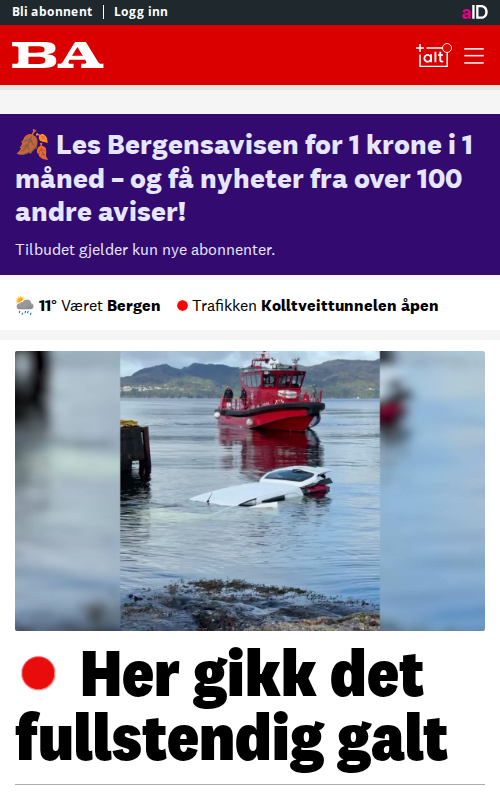 Bli abonnent | Logg inn
aID
BA
+alt
Les Bergensavisen for 1 krone i 1
måned – og få nyheter fra over 100
andre aviser!
Tilbudet gjelder kun nye abonnenter.
11° Været Bergen Trafikken Kolltveittunnelen åpen
Her gikk det
fullstendig galt